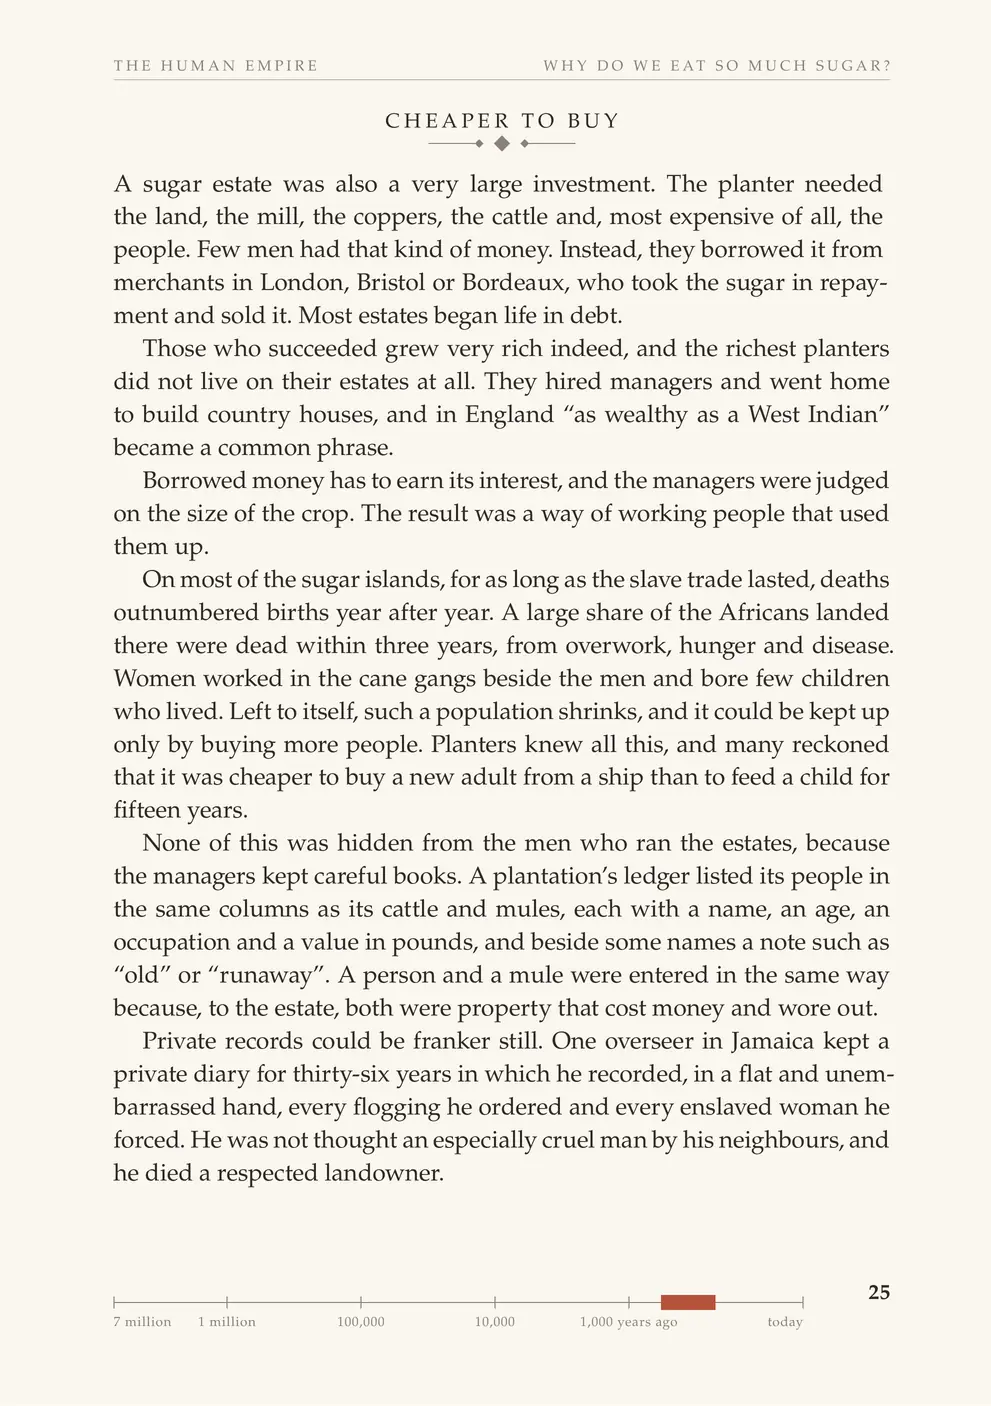 THE HUMAN EMPIRE
WHY DO WE EAT SO MUCH SUGAR?
CHEAPER TO BUY
A sugar estate was also a very large investment. The planter needed
the land, the mill, the coppers, the cattle and, most expensive of all, the
people. Few men had that kind of money. Instead, they borrowed it from
merchants in London, Bristol or Bordeaux, who took the sugar in repay-
ment and sold it. Most estates began life in debt.
Those who succeeded grew very rich indeed, and the richest planters
did not live on their estates at all. They hired managers and went home
to build country houses, and in England “as wealthy as a West Indian”
became a common phrase.
Borrowed money has to earn its interest, and the managers were judged
on the size of the crop. The result was a way of working people that used
them up.
On most of the sugar islands, for as long as the slave trade lasted, deaths
outnumbered births year after year. A large share of the Africans landed
there were dead within three years, from overwork, hunger and disease.
Women worked in the cane gangs beside the men and bore few children
who lived. Left to itself, such a population shrinks, and it could be kept up
only by buying more people. Planters knew all this, and many reckoned
that it was cheaper to buy a new adult from a ship than to feed a child for
fifteen years.
None of this was hidden from the men who ran the estates, because
the managers kept careful books. A plantation’s ledger listed its people in
the same columns as its cattle and mules, each with a name, an age, an
occupation and a value in pounds, and beside some names a note such as
“old” or “runaway”. A person and a mule were entered in the same way
because, to the estate, both were property that cost money and wore out.
Private records could be franker still. One overseer in Jamaica kept a
private diary for thirty-six years in which he recorded, in a flat and unem-
barrassed hand, every flogging he ordered and every enslaved woman he
forced. He was not thought an especially cruel man by his neighbours, and
he died a respected landowner.
25
7 million 1 million 100,000 10,000 1,000 years ago today